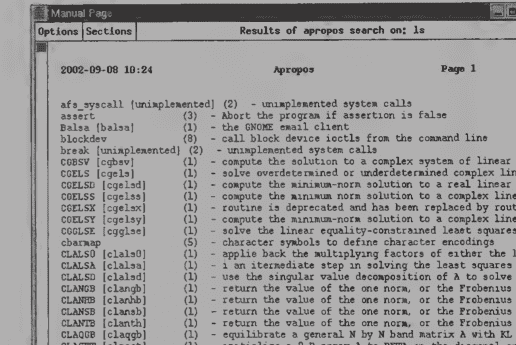 Manual Page
Options Sections Results of apropos search on: ls
2002-09-08 10:24 Apropos Page 1
afs_syscall [unimplemented] (2) - unimplemented system calls
assert (3) - Abort the program if assertion is false
Balsa [balsa] (1) - the GNOME email client
blockdev (8) - call block device ioctls from the command line
break [unimplemented] (2) - unimplemented system calls
CGBSV [cgbsv] (1) - compute the solution to a complex system of linear
CGELS [cgels] (1) - solve overdetermined or underdetermined complex lin
CGELSD [cgelsd] (1) - compute the minimum-norm solution to a real linear
CGELSS [cgelss] (1) - compute the minimum norm solution to a complex line
CGELSX [cgelsx] (1) - routine is deprecated and has been replaced by rout
CGELSY [cgelsy] (1) - compute the minimum-norm solution to a complex line
CGGLSE [cgglse] (1) - solve the linear equality-constrained least squares
charmap (5) - character symbols to define character encodings
CLALS0 [clals0] (1) - applie back the multiplying factors of either the l
CLALSA [clalsa] (1) - i an itermediate step in solving the least squares
CLALSD [clalsd] (1) - use the singular value decomposition of A to solve
CLANGB [clangb] (1) - return the value of the one norm, or the Frobenius
CLANHB [clanhb] (1) - return the value of the one norm, or the Frobenius
CLANSB [clansb] (1) - return the value of the one norm, or the Frobenius
CLANTB [clantb] (1) - return the value of the one norm, or the Frobenius
CLAQGB [claqgb] (1) - equilibrate a general M by N band matrix A with KL